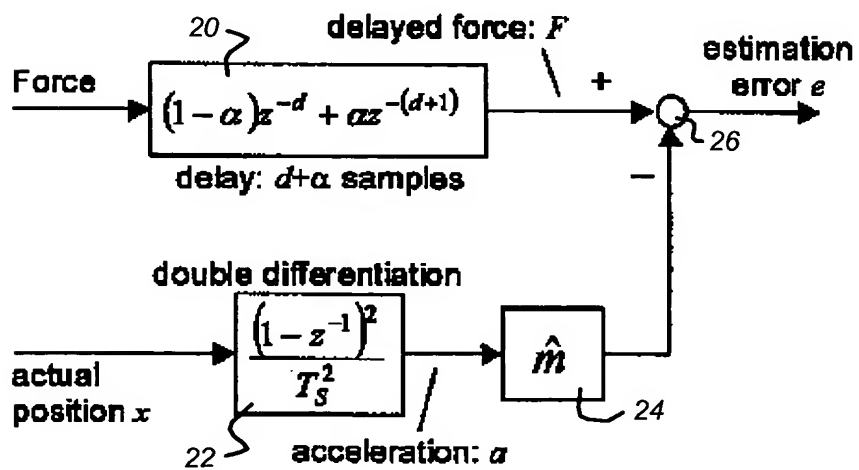 20
delayed force: F
estimation
error e
Force
(1-α)z^{-d} + αz^{-(d+1)}
+
26
delay: d+α samples
−
double differentiation
(1-z^{-1})^2
T_S^2
m̂
actual
position x
24
22
acceleration: a